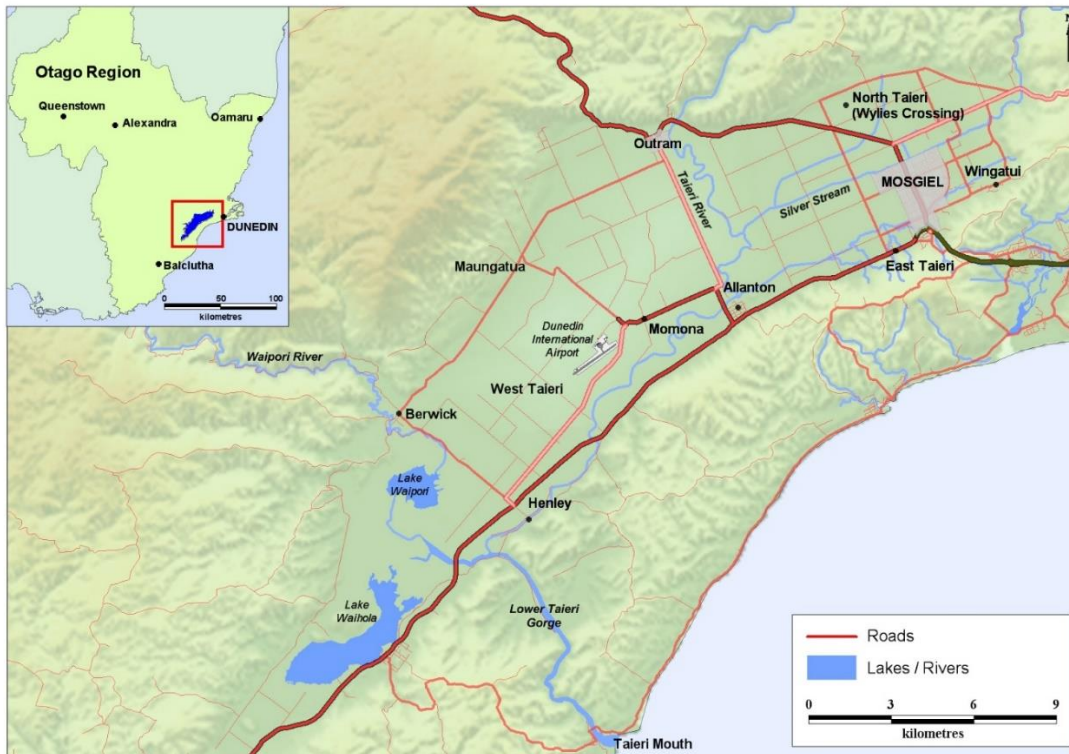 Otago Region
Queenstown
Alexandra
Oamaru
DUNEDIN
Balclutha
0 50 100
kilometres
N
North Taieri
(Wylies Crossing)
Outram
MOSGIEL
Wingatui
Taieri River
Silver Stream
Maungatua
East Taieri
Allanton
Momona
Dunedin
International
Airport
Waipori River
West Taieri
Berwick
Lake
Waipori
Henley
Lake
Waihola
Lower Taieri
Gorge
Taieri Mouth
Roads
Lakes / Rivers
0 3 6 9
kilometres